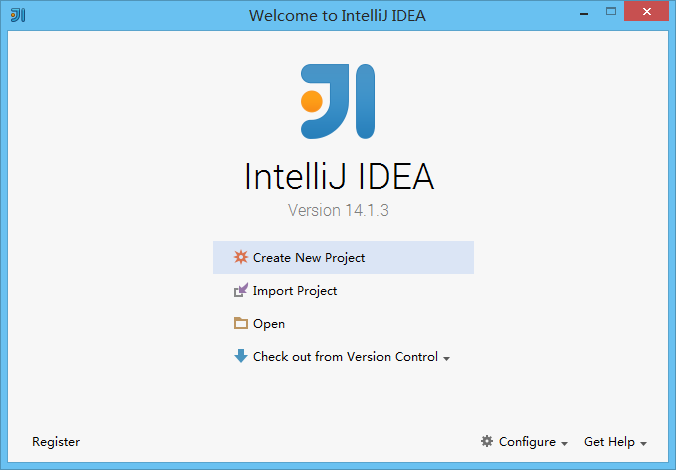 Welcome to IntelliJ IDEA
IntelliJ IDEA
Version 14.1.3
Create New Project
Import Project
Open
Check out from Version Control
Register
Configure
Get Help